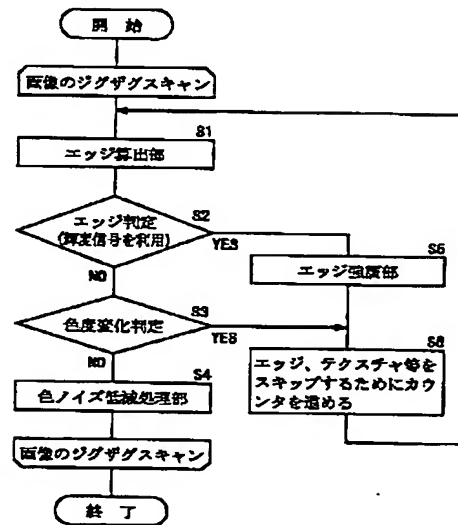 開 始
画像のジグザグスキャン
S1
エッジ算出部
S2
エッジ判定
(輝度信号を利用)
YES
NO
S5
エッジ強調部
S3
色度変化判定
YES
NO
S6
エッジ、テクスチャ等を
スキップするためにカウ
ンタを進める
S4
色ノイズ低減処理部
画像のジグザグスキャン
終 了